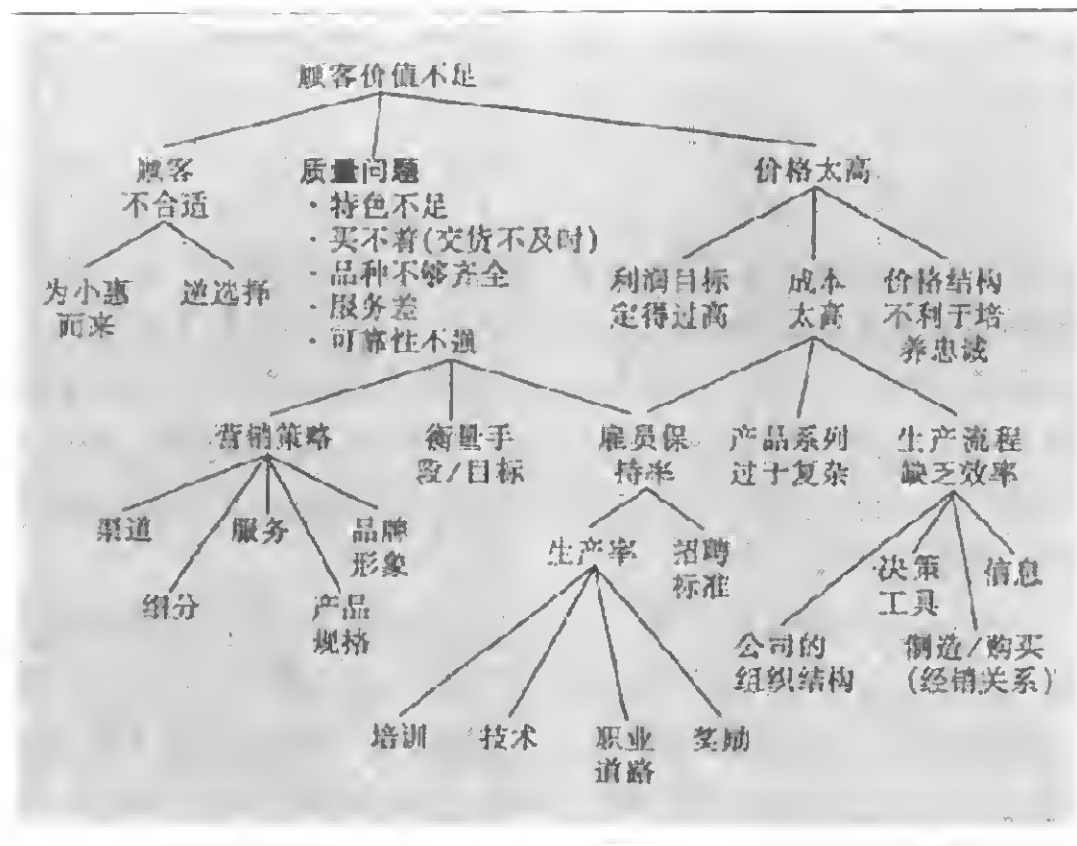 顾客价值不足
顾客
不合适
质量问题
·特色不足
·买不着(交货不及时)
·品种不够齐全
·服务差
·可靠性不强
价格太高
为小惠
而来
逆选择
利润目标
定得过高
成本
太高
价格结构
不利于培
养忠诚
营销策略
衡量手
段/目标
雇员保
持率
产品系列
过于复杂
生产流程
缺乏效率
渠道
服务
品牌
形象
细分
产品
规格
生产率
招聘
标准
决策
工具
信息
公司的
组织结构
制造/购买
(经销关系)
培训
技术
职业
道路
奖励